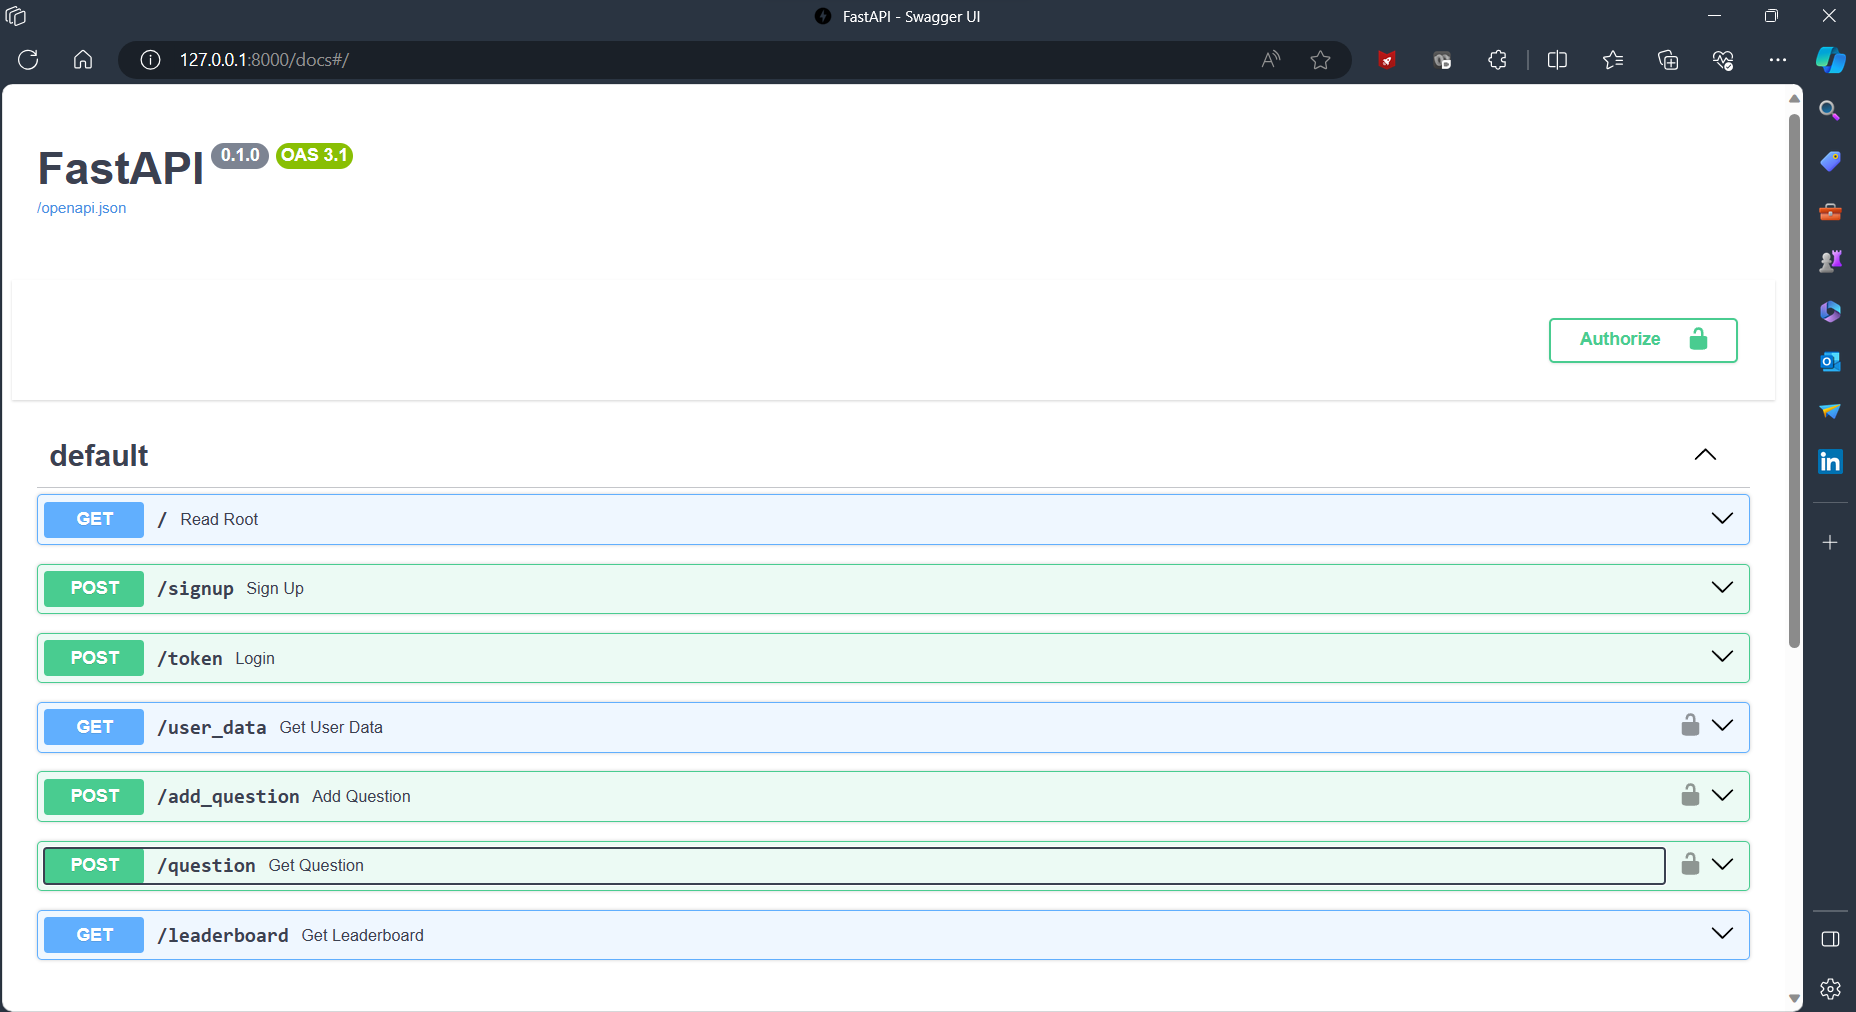 FastAPI - Swagger UI
127.0.0.1:8000/docs#/
FastAPI 0.1.0 OAS 3.1
/openapi.json
Authorize
default
GET / Read Root
POST /signup Sign Up
POST /token Login
GET /user_data Get User Data
POST /add_question Add Question
POST /question Get Question
GET /leaderboard Get Leaderboard